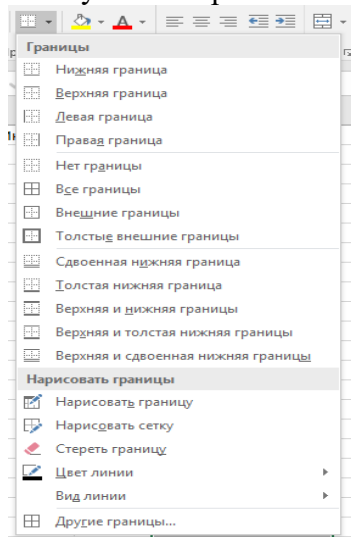 Границы
Нижняя граница
Верхняя граница
Левая граница
Правая граница
Нет границы
Все границы
Внешние границы
Толстые внешние границы
Сдвоенная нижняя граница
Толстая нижняя граница
Верхняя и нижняя границы
Верхняя и толстая нижняя границы
Верхняя и сдвоенная нижняя границы
Нарисовать границы
Нарисовать границу
Нарисовать сетку
Стереть границу
Цвет линии
Вид линии
Другие границы...